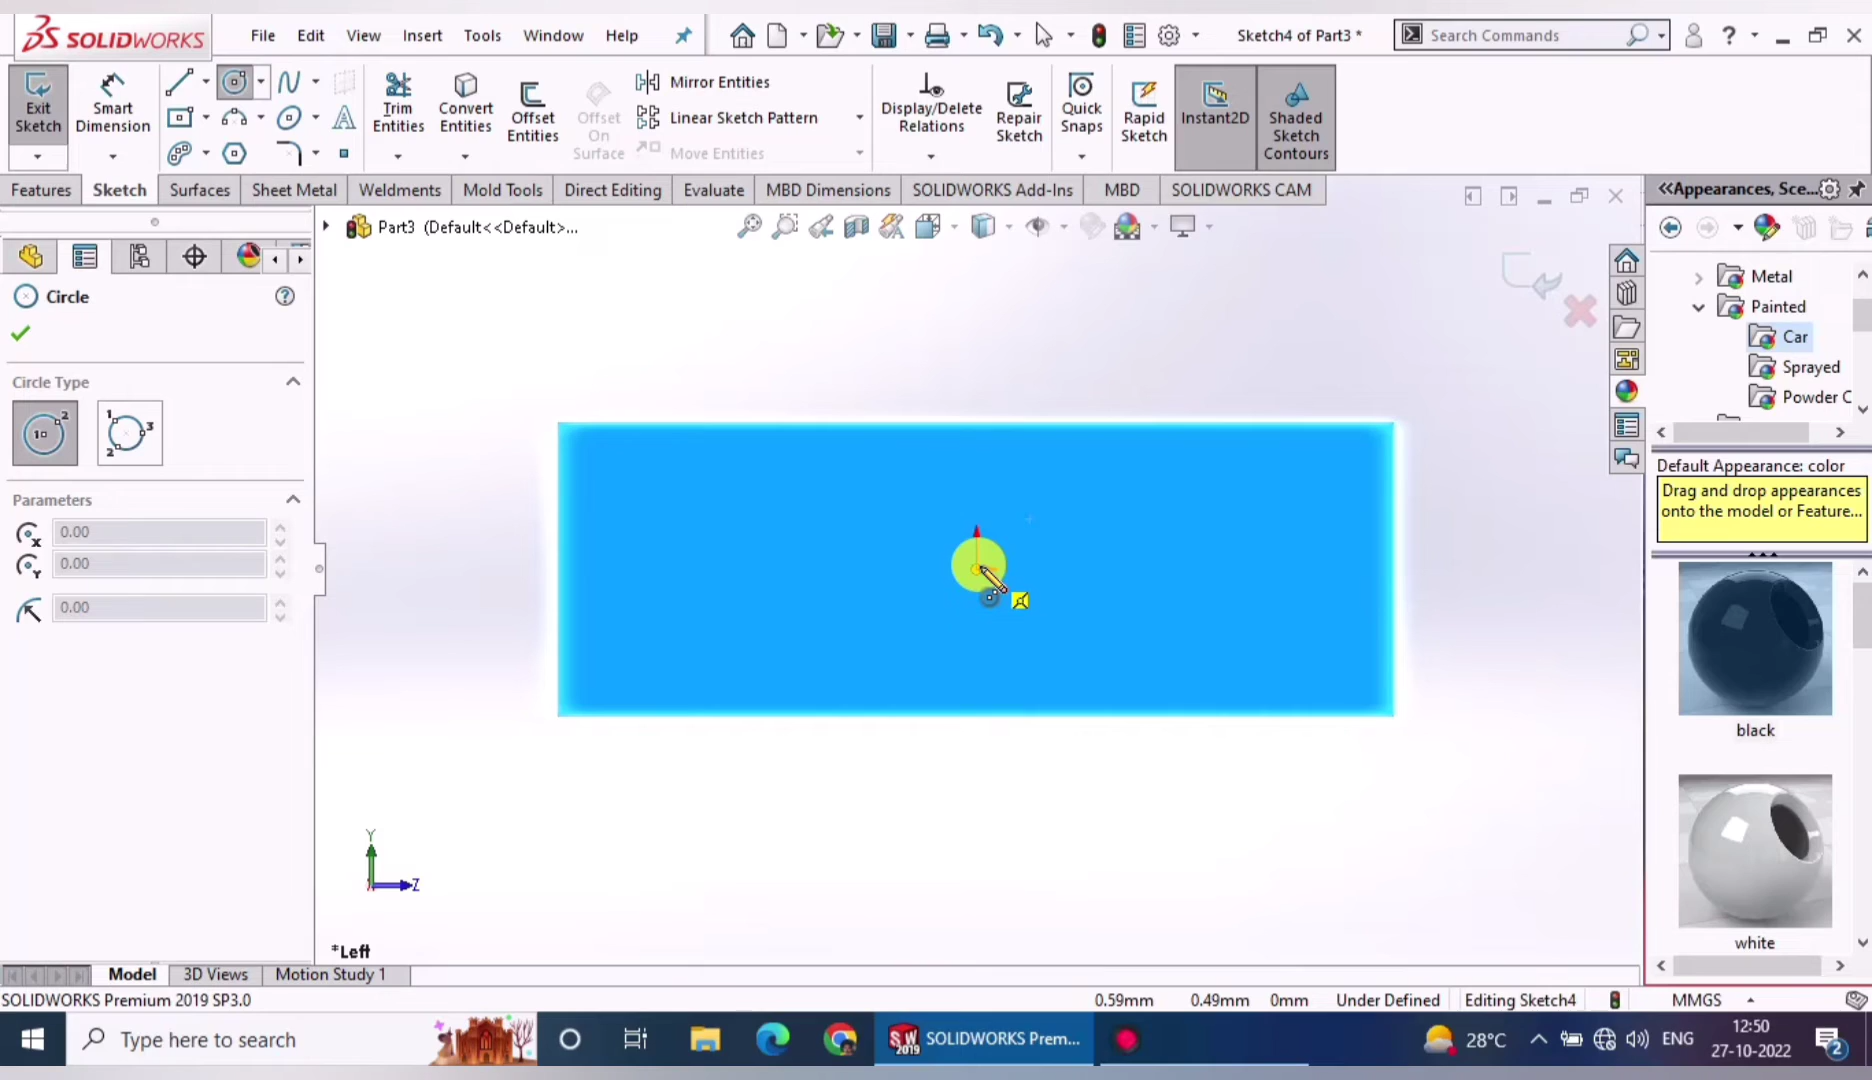 SOLIDWORKS
File Edit View Insert Tools Window Help
Sketch4 of Part3 *
Search Commands
?
Exit Sketch
Smart Dimension
Trim Entities
Convert Entities
Offset Entities
Offset On Surface
Mirror Entities
Linear Sketch Pattern
Move Entities
Display/Delete Relations
Repair Sketch
Quick Snaps
Rapid Sketch
Instant2D
Shaded Sketch Contours
Features Sketch Surfaces Sheet Metal Weldments Mold Tools Direct Editing Evaluate MBD Dimensions SOLIDWORKS Add-Ins MBD SOLIDWORKS CAM
«Appearances, Sce...
Part3 (Default<<Default>...
Circle
Circle Type
Parameters
0.00
0.00
0.00
Metal
Painted
Car
Sprayed
Powder C
Default Appearance: color
Drag and drop appearances
onto the model or Feature...
black
white
Y
Z
*Left
Model 3D Views Motion Study 1
SOLIDWORKS Premium 2019 SP3.0
0.59mm 0.49mm 0mm Under Defined Editing Sketch4 MMGS
Type here to search
SW 2019
SOLIDWORKS Prem...
28°C
ENG
12:50
27-10-2022
2